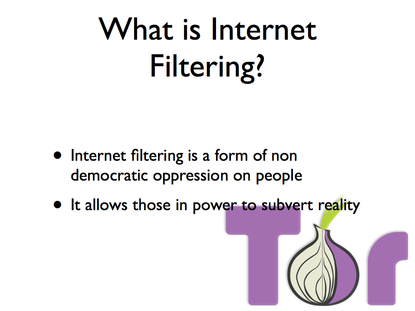 What is Internet
Filtering?
• Internet filtering is a form of non
democratic oppression on people
• It allows those in power to subvert reality
Tor